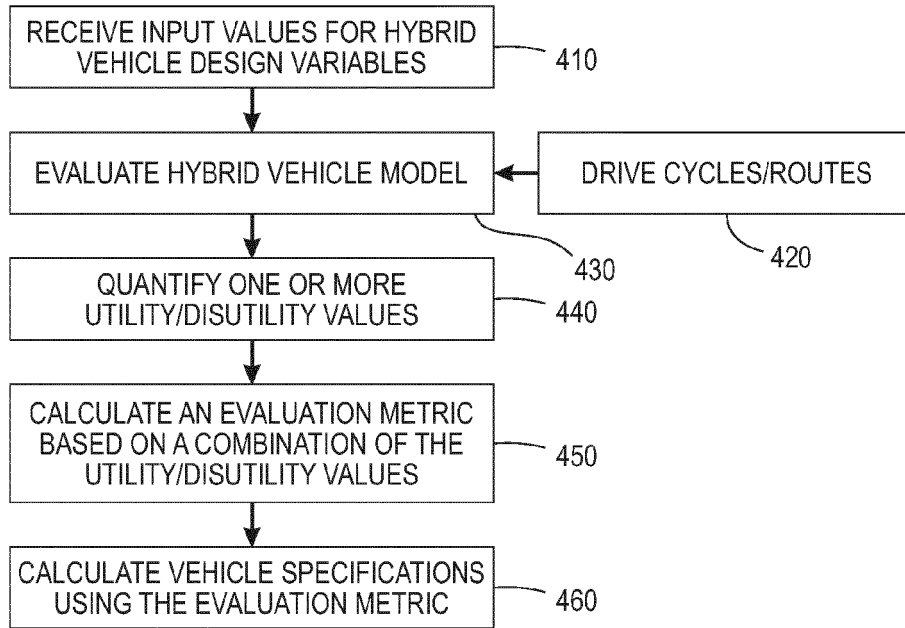 RECEIVE INPUT VALUES FOR HYBRID
VEHICLE DESIGN VARIABLES
410
EVALUATE HYBRID VEHICLE MODEL
DRIVE CYCLES/ROUTES
430
420
QUANTIFY ONE OR MORE
UTILITY/DISUTILITY VALUES
440
CALCULATE AN EVALUATION METRIC
BASED ON A COMBINATION OF THE
UTILITY/DISUTILITY VALUES
450
CALCULATE VEHICLE SPECIFICATIONS
USING THE EVALUATION METRIC
460